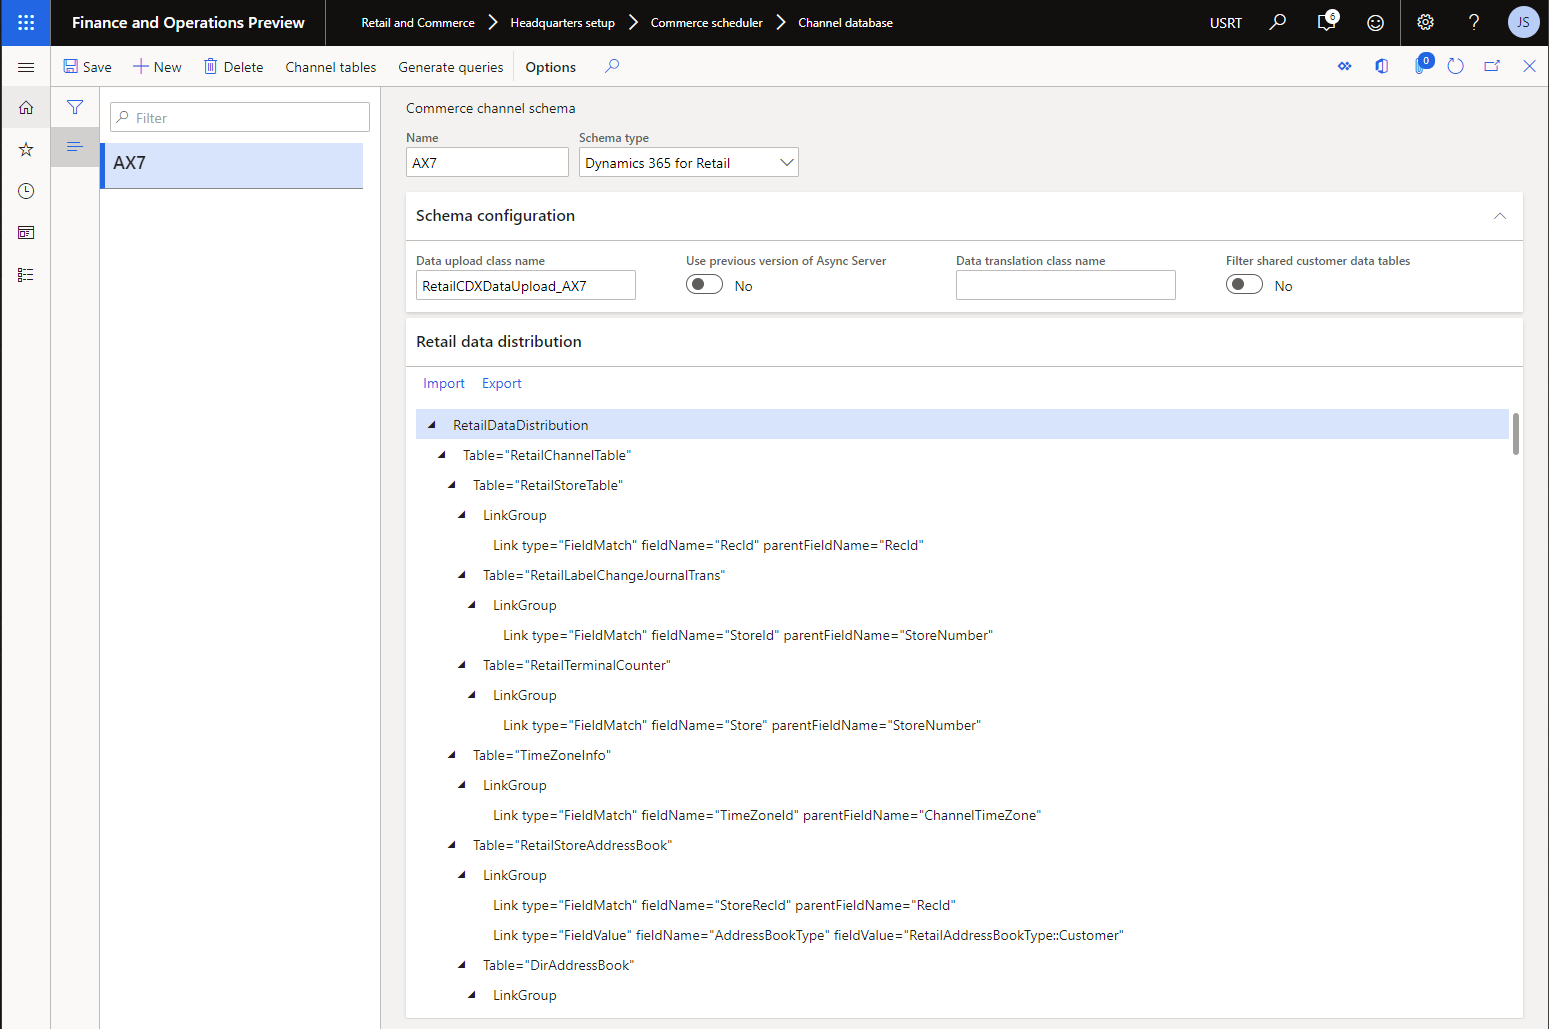 Finance and Operations Preview
Retail and Commerce
Headquarters setup
Commerce scheduler
Channel database
USRT
6
?
JS
Save
New
Delete
Channel tables
Generate queries
Options
0
Filter
AX7
Commerce channel schema
Name
Schema type
AX7
Dynamics 365 for Retail
Schema configuration
Data upload class name
Use previous version of Async Server
Data translation class name
Filter shared customer data tables
RetailCDXDataUpload_AX7
No
No
Retail data distribution
Import
Export
RetailDataDistribution
Table="RetailChannelTable"
Table="RetailStoreTable"
LinkGroup
Link type="FieldMatch" fieldName="RecId" parentFieldName="RecId"
Table="RetailLabelChangeJournalTrans"
LinkGroup
Link type="FieldMatch" fieldName="StoreId" parentFieldName="StoreNumber"
Table="RetailTerminalCounter"
LinkGroup
Link type="FieldMatch" fieldName="Store" parentFieldName="StoreNumber"
Table="TimeZoneInfo"
LinkGroup
Link type="FieldMatch" fieldName="TimeZoneId" parentFieldName="ChannelTimeZone"
Table="RetailStoreAddressBook"
LinkGroup
Link type="FieldMatch" fieldName="StoreRecId" parentFieldName="RecId"
Link type="FieldValue" fieldName="AddressBookType" fieldValue="RetailAddressBookType::Customer"
Table="DirAddressBook"
LinkGroup